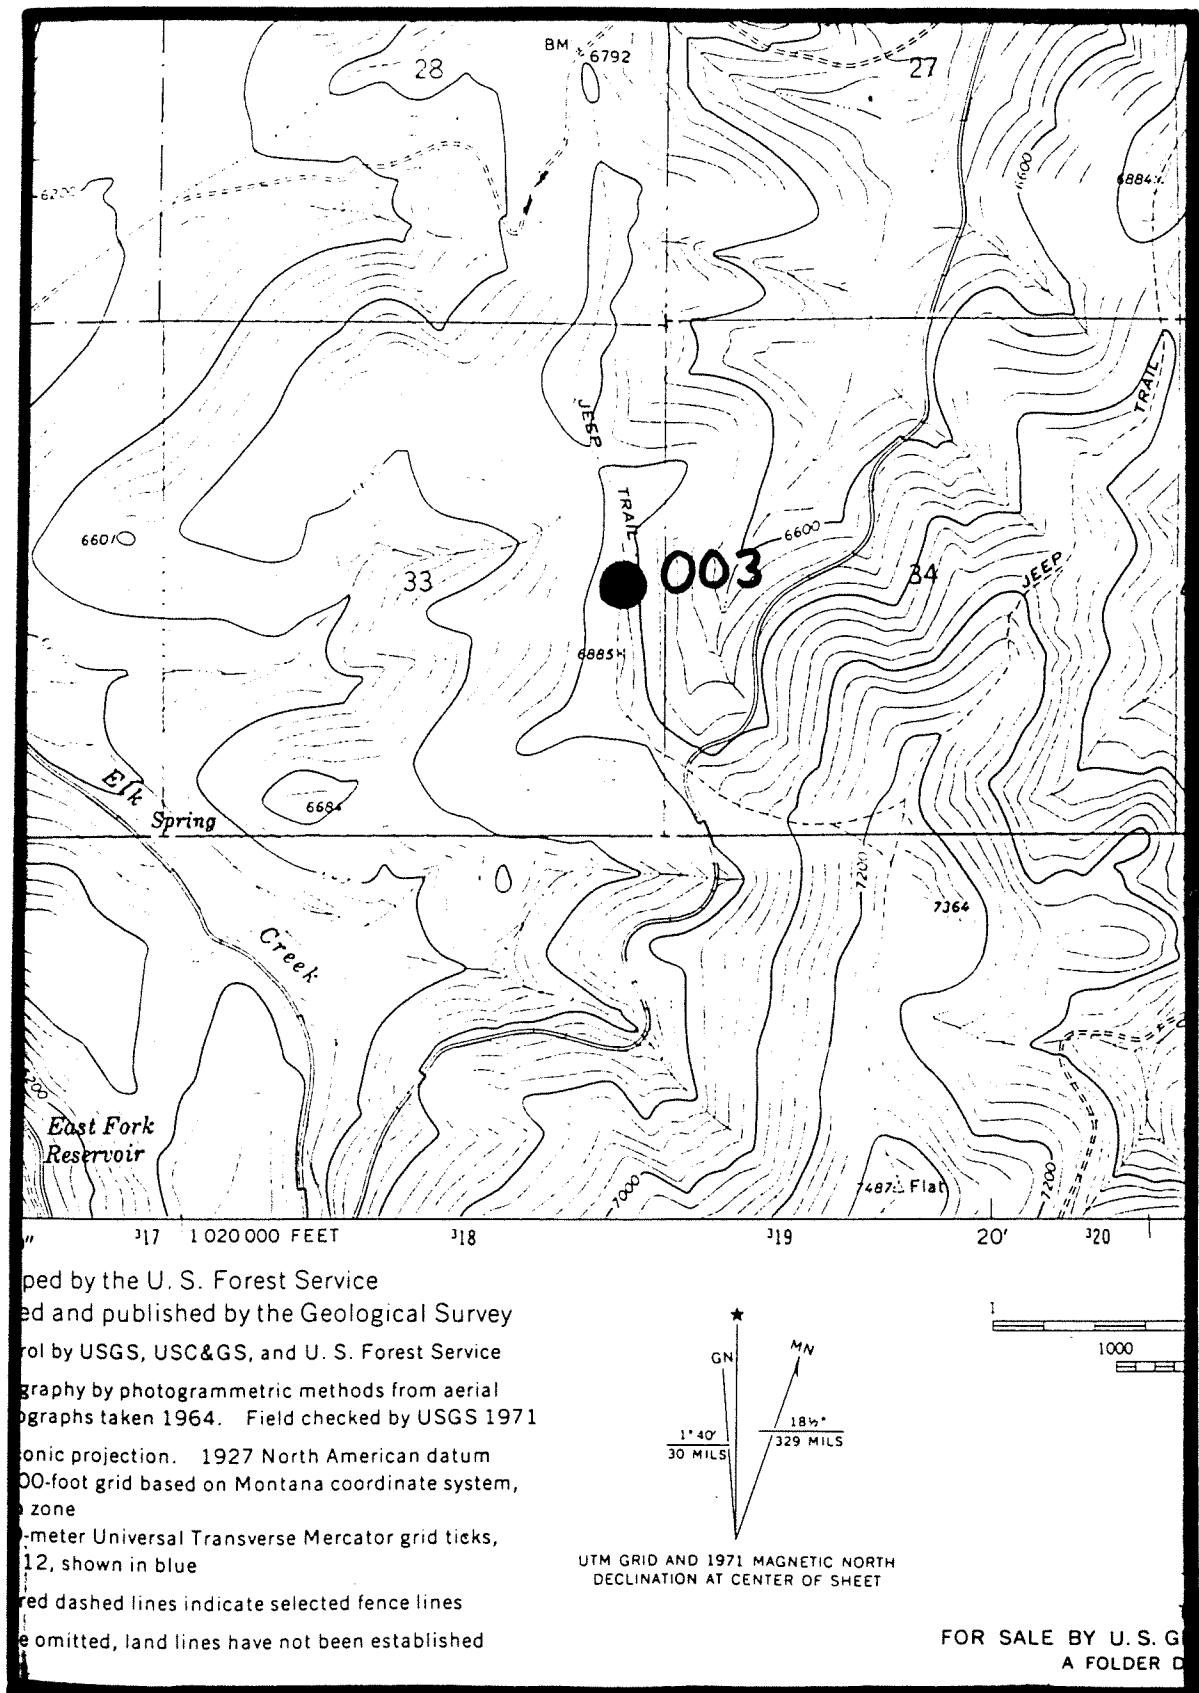 BM 6792
28
27
6200
6600
6884
TRAIL
JEEP
TRAIL
6601
6600
003
33
34
JEEP
6885
Elk
6684
Spring
7200
7364
Creek
7200
East Fork
Reservoir
7000
7487 Flat
317 1 020 000 FEET 318 319 20' 320
ped by the U. S. Forest Service
ed and published by the Geological Survey
rol by USGS, USC&GS, and U. S. Forest Service
graphy by photogrammetric methods from aerial
ographs taken 1964. Field checked by USGS 1971
onic projection. 1927 North American datum
00-foot grid based on Montana coordinate system,
zone
-meter Universal Transverse Mercator grid ticks,
12, shown in blue
red dashed lines indicate selected fence lines
e omitted, land lines have not been established
★
GN
MN
1°40'
30 MILS
18½°
329 MILS
UTM GRID AND 1971 MAGNETIC NORTH
DECLINATION AT CENTER OF SHEET
1
1000
FOR SALE BY U. S. G
A FOLDER D